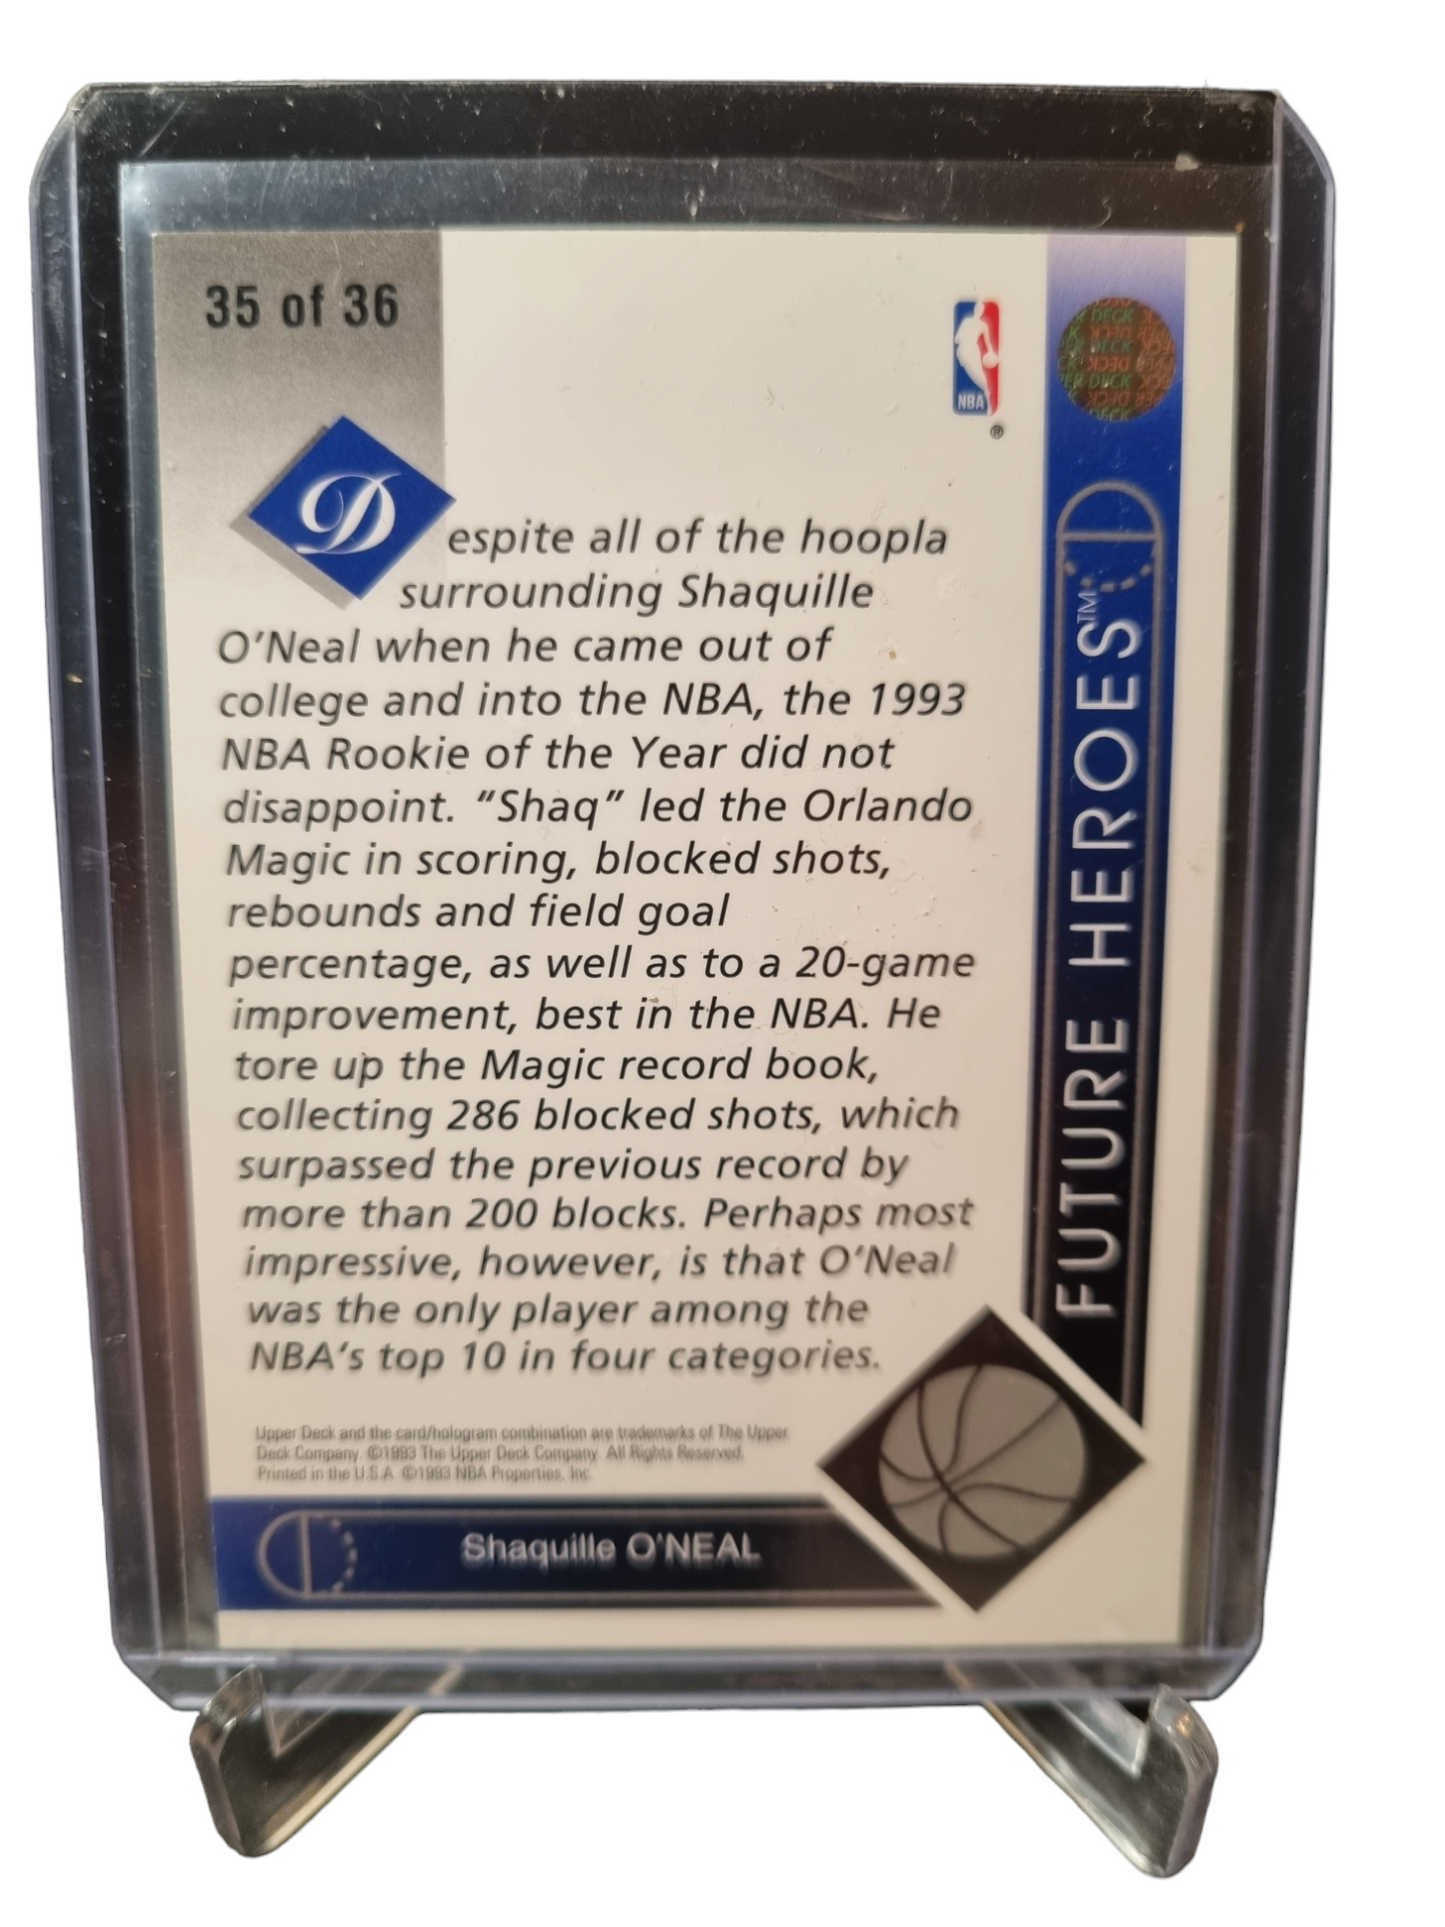 35 of 36
NBA
®
DECK
DECK
PER DECK
DECK
Despite all of the hoopla
surrounding Shaquille
O'Neal when he came out of
college and into the NBA, the 1993
NBA Rookie of the Year did not
disappoint. "Shaq" led the Orlando
Magic in scoring, blocked shots,
rebounds and field goal
percentage, as well as to a 20-game
improvement, best in the NBA. He
tore up the Magic record book,
collecting 286 blocked shots, which
surpassed the previous record by
more than 200 blocks. Perhaps most
impressive, however, is that O'Neal
was the only player among the
NBA's top 10 in four categories.
FUTURE HEROES™
Upper Deck and the card/hologram combination are trademarks of The Upper
Deck Company. ©1993 The Upper Deck Company. All Rights Reserved.
Printed in the U.S.A. ©1993 NBA Properties, Inc.
Shaquille O'NEAL